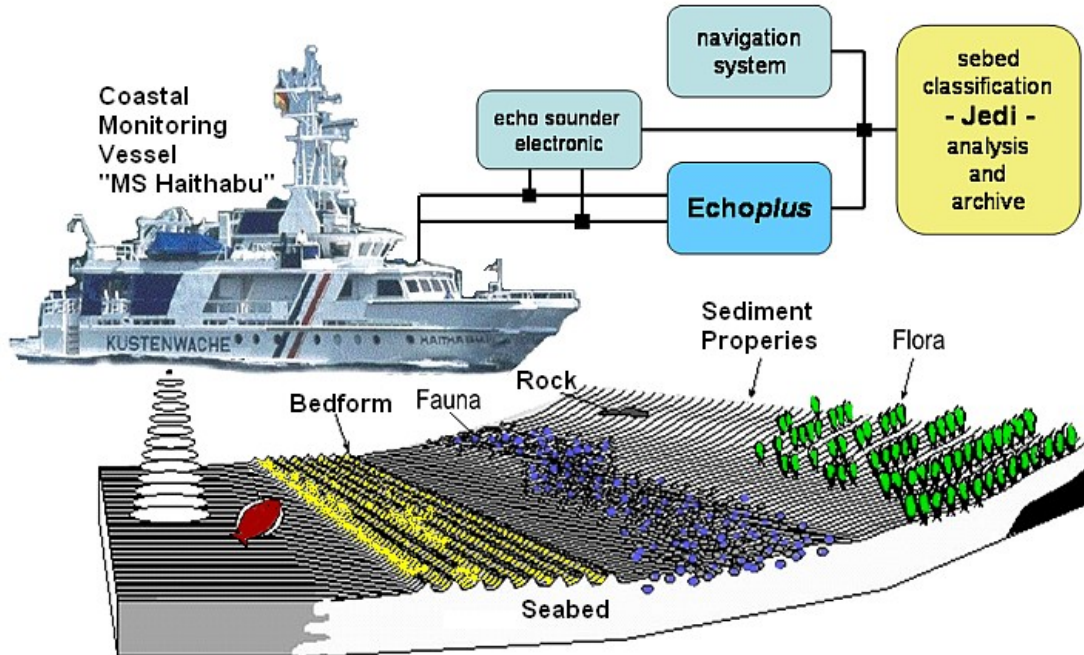 navigation
system
sebed
classification
- Jedi -
analysis
and
archive
Coastal
Monitoring
Vessel
"MS Haithabu"
echo sounder
electronic
Echoplus
KUSTENWACHE
HAITHABU
Sediment
Properies
Flora
Rock
Bedform
Fauna
Seabed